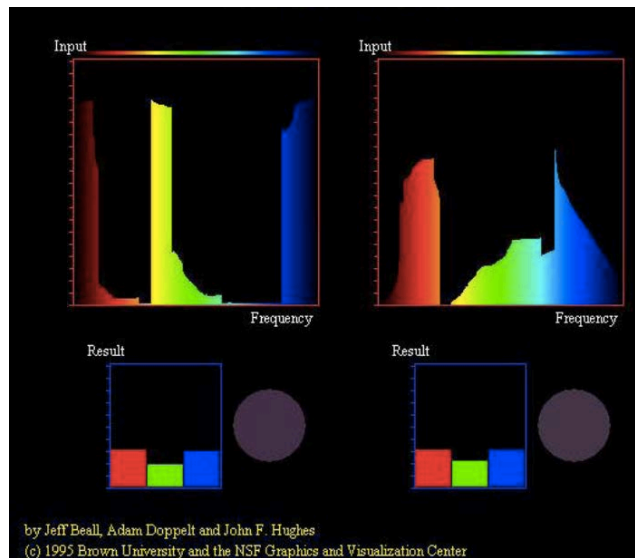 Input
Input
Frequency
Frequency
Result
Result
by Jeff Beall, Adam Doppelt and John F. Hughes
(c) 1995 Brown University and the NSF Graphics and Visualization Center